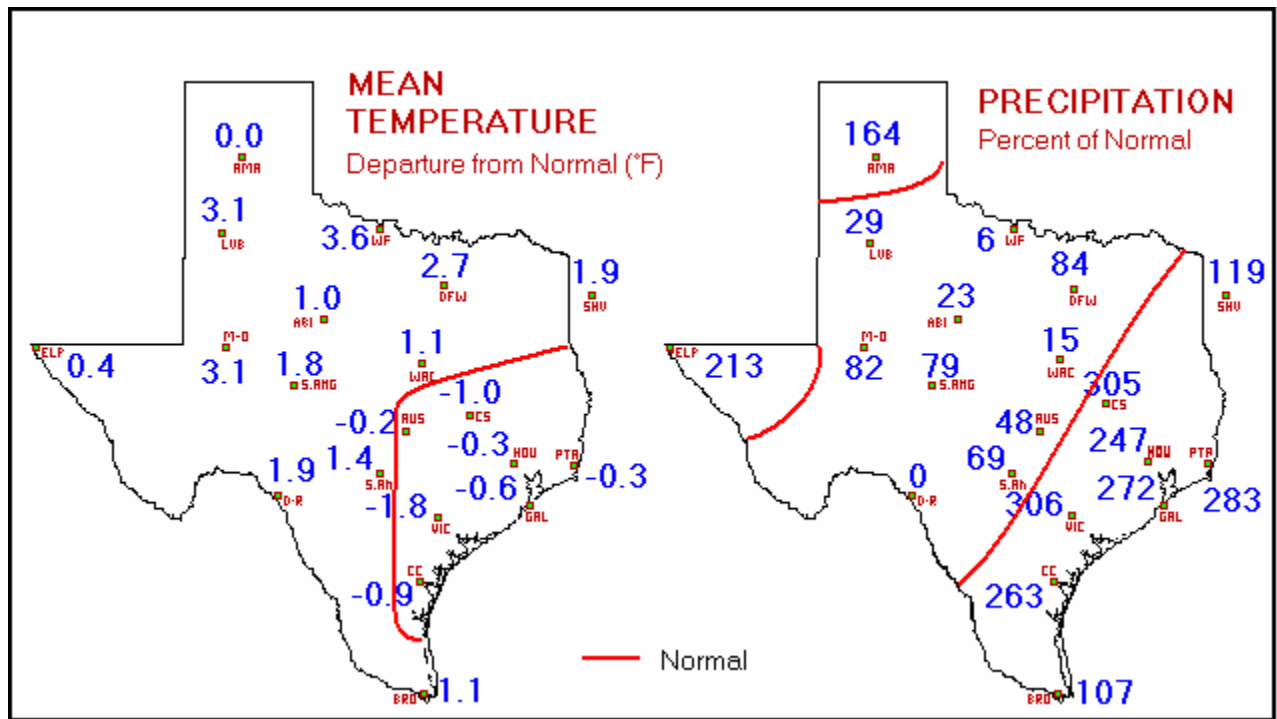 MEAN
TEMPERATURE
Departure from Normal (°F)
0.0
AMA
3.1
LUB
3.6
WF
2.7
DFW
1.9
SHV
1.0
ABI
M-O
3.1
ELP
0.4
1.8
S.ANG
1.1
WAC
-1.0
CS
-0.2
AUS
-0.3
HOU
PTA
-0.3
1.4
S.An
-0.6
GAL
1.9
D-R
-1.8
VIC
CC
-0.9
BRO
1.1
PRECIPITATION
Percent of Normal
164
AMA
29
LUB
6
WF
84
DFW
119
SHV
23
ABI
M-O
82
ELP
213
79
S.ANG
15
WAC
305
CS
48
AUS
247
HOU
PTA
283
69
S.An
272
GAL
0
D-R
306
VIC
CC
263
BRO
107
Normal